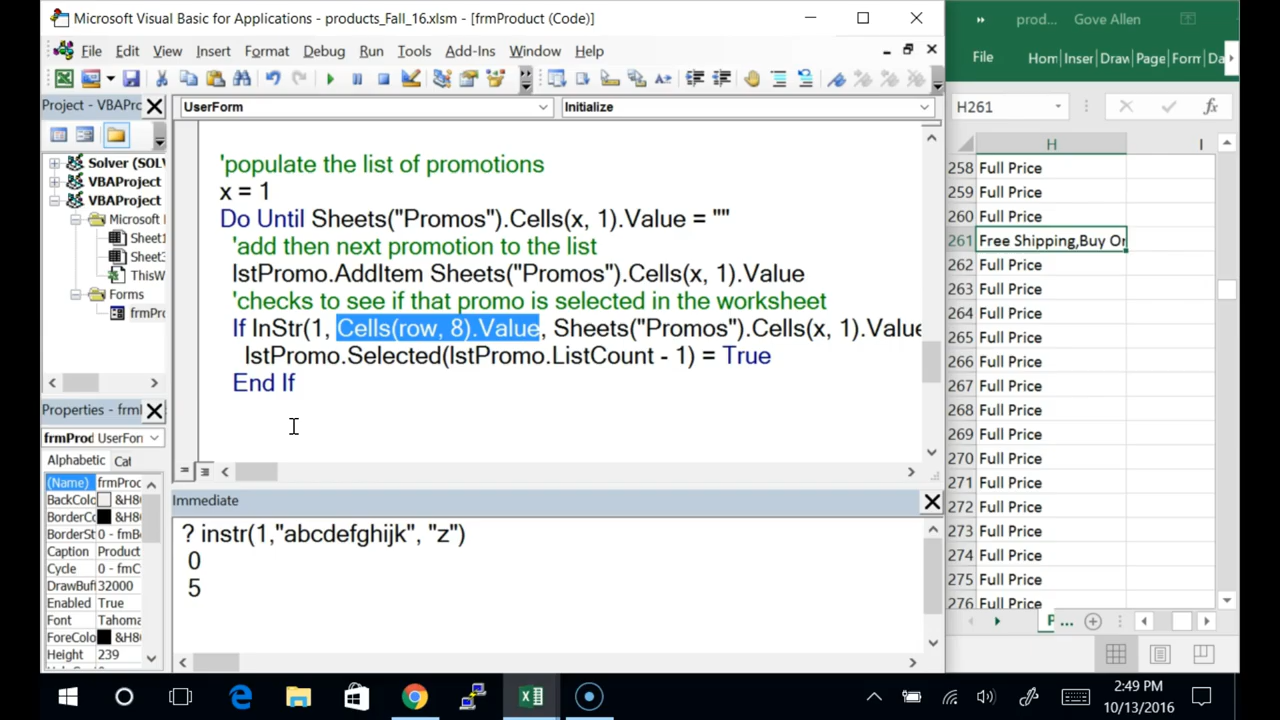 Microsoft Visual Basic for Applications - products_Fall_16.xlsm - [frmProduct (Code)]
File Edit View Insert Format Debug Run Tools Add-Ins Window Help
Project - VBAPro
Solver (SOL
VBAProject
VBAProject
Microsoft
Sheet1
Sheet3
ThisW
Forms
frmPro
Properties - frm
frmProd UserForm
Alphabetic Cat
(Name) frmProd
BackColo &H8
BorderCo &H8
BorderSt 0 - fmB
Caption Product
Cycle 0 - fmC
DrawBuff 32000
Enabled True
Font Tahoma
ForeColo &H8
Height 239
UserForm
Initialize
'populate the list of promotions
x = 1
Do Until Sheets("Promos").Cells(x, 1).Value = ""
'add then next promotion to the list
lstPromo.AddItem Sheets("Promos").Cells(x, 1).Value
'checks to see if that promo is selected in the worksheet
If InStr(1, Cells(row, 8).Value, Sheets("Promos").Cells(x, 1).Value
lstPromo.Selected(lstPromo.ListCount - 1) = True
End If
Immediate
? instr(1,"abcdefghijk", "z")
0
5
prod... Gove Allen
File Hom Inser Draw Page Form Da
H261 fx
H I
258 Full Price
259 Full Price
260 Full Price
261 Free Shipping,Buy Or
262 Full Price
263 Full Price
264 Full Price
265 Full Price
266 Full Price
267 Full Price
268 Full Price
269 Full Price
270 Full Price
271 Full Price
272 Full Price
273 Full Price
274 Full Price
275 Full Price
276 Full Price
P ...
2:49 PM
10/13/2016